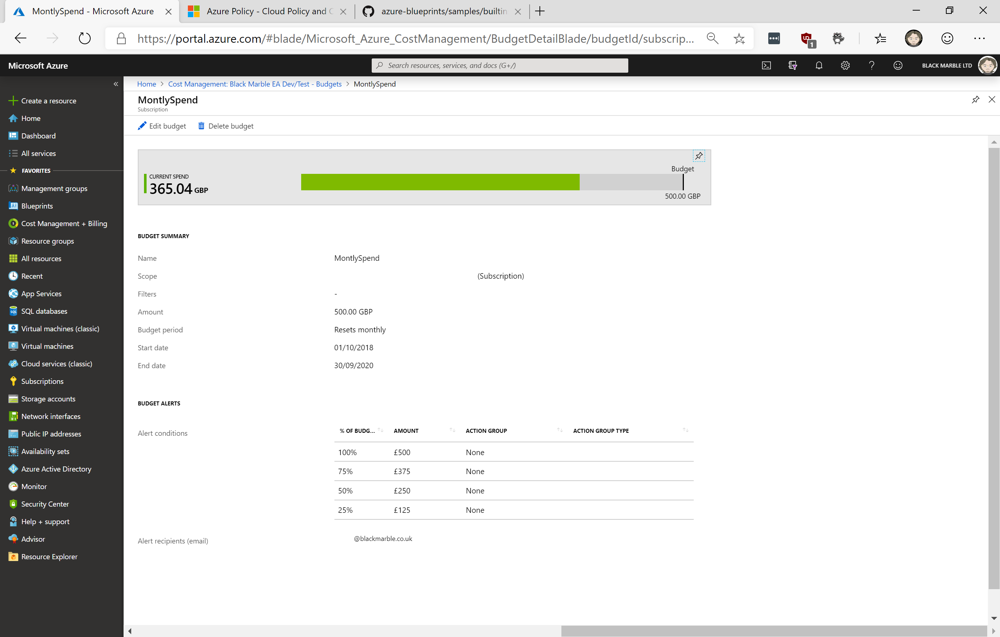 MontlySpend - Microsoft Azure
Azure Policy - Cloud Policy and
azure-blueprints/samples/builtin
https://portal.azure.com/#blade/Microsoft_Azure_CostManagement/BudgetDetailBlade/budgetId/subscrip...
1
Microsoft Azure
Search resources, services, and docs (G+/)
BLACK MARBLE LTD
Home > Cost Management: Black Marble EA Dev/Test - Budgets > MontlySpend
MontlySpend
Subscription
Edit budget
Delete budget
Create a resource
Home
Dashboard
All services
FAVORITES
Management groups
Blueprints
Cost Management + Billing
Resource groups
All resources
Recent
App Services
SQL databases
Virtual machines (classic)
Virtual machines
Cloud services (classic)
Subscriptions
Storage accounts
Network interfaces
Public IP addresses
Availability sets
Azure Active Directory
Monitor
Security Center
Help + support
Advisor
Resource Explorer
CURRENT SPEND
365.04 GBP
Budget
500.00 GBP
BUDGET SUMMARY
Name MontlySpend
Scope (Subscription)
Filters -
Amount 500.00 GBP
Budget period Resets monthly
Start date 01/10/2018
End date 30/09/2020
BUDGET ALERTS
Alert conditions
% OF BUDG... AMOUNT ACTION GROUP ACTION GROUP TYPE
100% £500 None
75% £375 None
50% £250 None
25% £125 None
Alert recipients (email) @blackmarble.co.uk